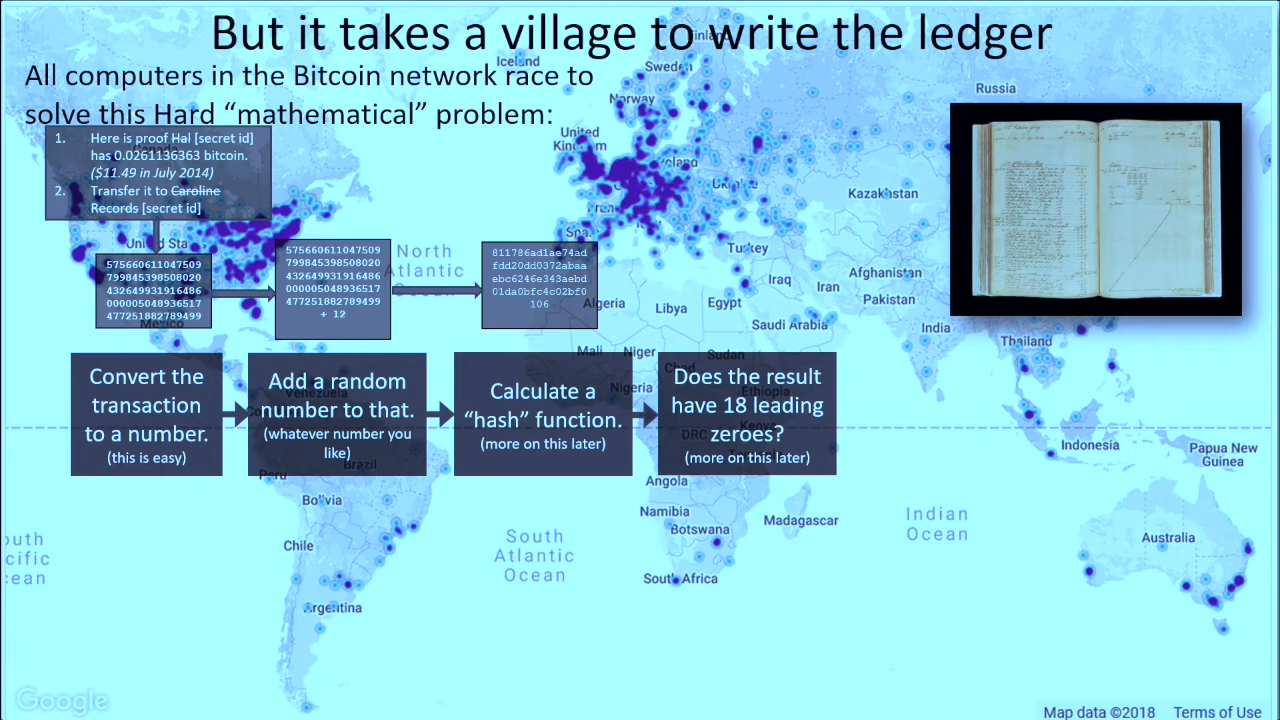 But it takes a village to write the ledger
All computers in the Bitcoin network race to
solve this Hard “mathematical” problem:
1. Here is proof Hal [secret id]
has 0.0261136363 bitcoin.
($11.49 in July 2014)
2. Transfer it to Caroline
Records [secret id]
575660611047509
799845398508020
432649931916486
000005048936517
477251882789499
575660611047509
799845398508020
432649931916486
000005048936517
477251882789499
+ 12
811786ad1ae74ad
fdd20dd0372abaa
ebc6246e343aebd
01da0bfc4c02bf0
106
Convert the
transaction
to a number.
(this is easy)
Add a random
number to that.
(whatever number you
like)
Calculate a
“hash” function.
(more on this later)
Does the result
have 18 leading
zeroes?
(more on this later)
Iceland
Finland
Sweden
Norway
Russia
United
Kingdom
Kazakhstan
Turkey
Iraq
Iran
Afghanistan
Pakistan
North
Atlantic
Mexico
Algeria
Libya
Egypt
Saudi Arabia
India
Thailand
Mali
Niger
Sudan
Nigeria
Ethiopia
Venezuela
DRC
Kenya
Brazil
Peru
Indonesia
Papua New
Guinea
Bolivia
Angola
Namibia
Botswana
Madagascar
Chile
South
Atlantic
Ocean
Indian
Ocean
Australia
South Africa
Argentina
Google
Map data ©2018 Terms of Use